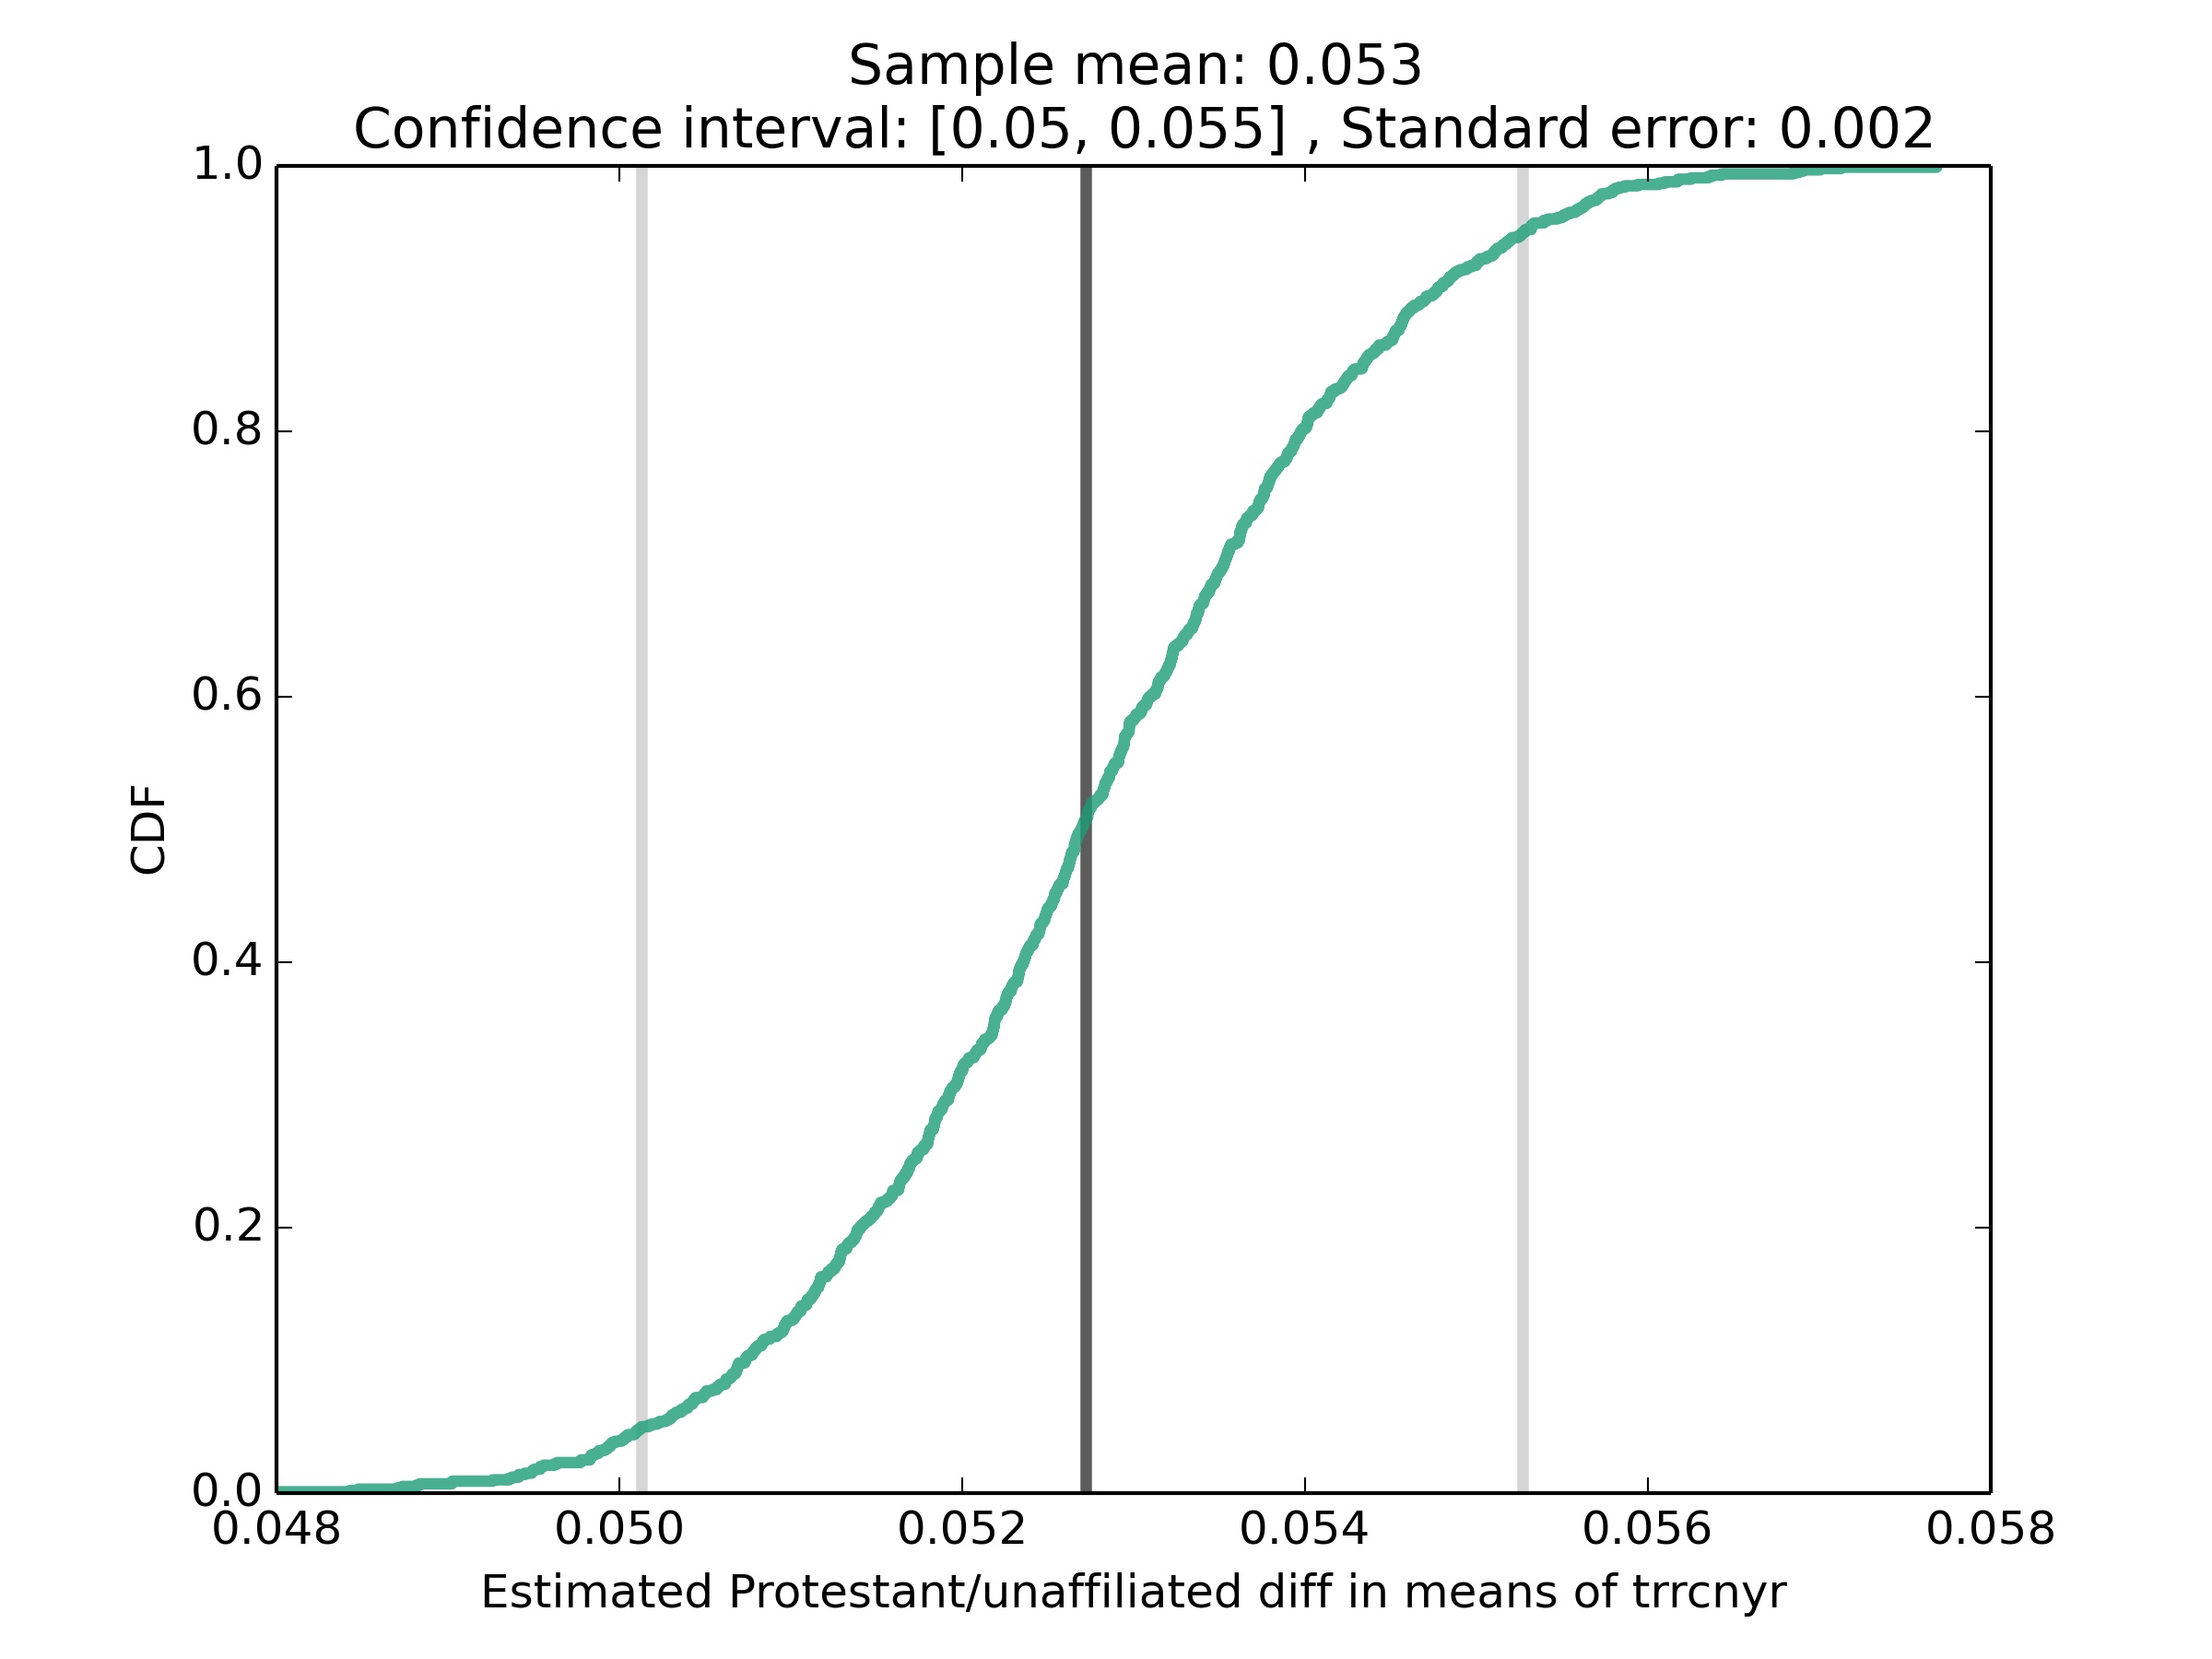 Sample mean: 0.053
Confidence interval: [0.05, 0.055] , Standard error: 0.002
1.0
0.8
0.6
0.4
0.2
0.0
CDF
0.048 0.050 0.052 0.054 0.056 0.058
Estimated Protestant/unaffiliated diff in means of trrcnyr